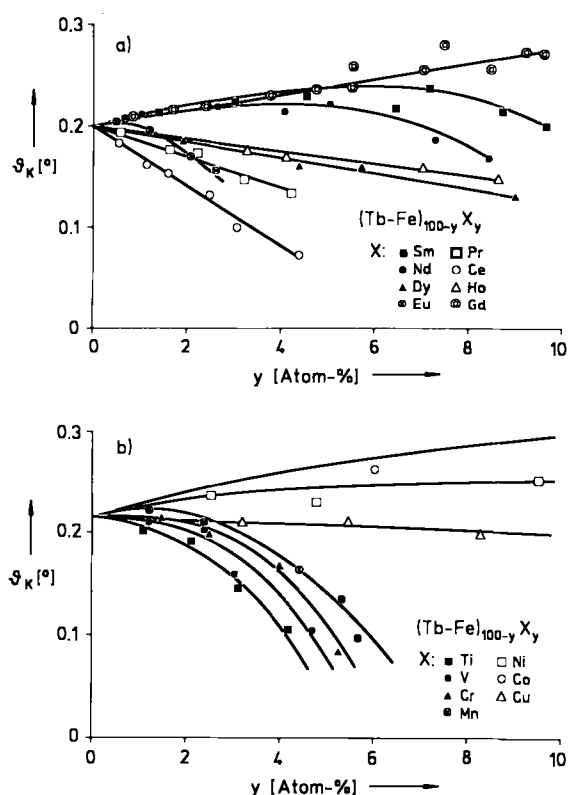 a)
0.3
0.2
0.1
0
ϑK [°]
(Tb-Fe)100-y Xy
X: ■ Sm □ Pr
● Nd ○ Ce
▲ Dy △ Ho
⊗ Eu ◎ Gd
0 2 4 6 8 10
y [Atom-%]
b)
0.3
0.2
0.1
0
ϑK [°]
(Tb-Fe)100-y Xy
X: ■ Ti □ Ni
● V ○ Co
▲ Cr △ Cu
⊗ Mn
0 2 4 6 8 10
y [Atom-%]